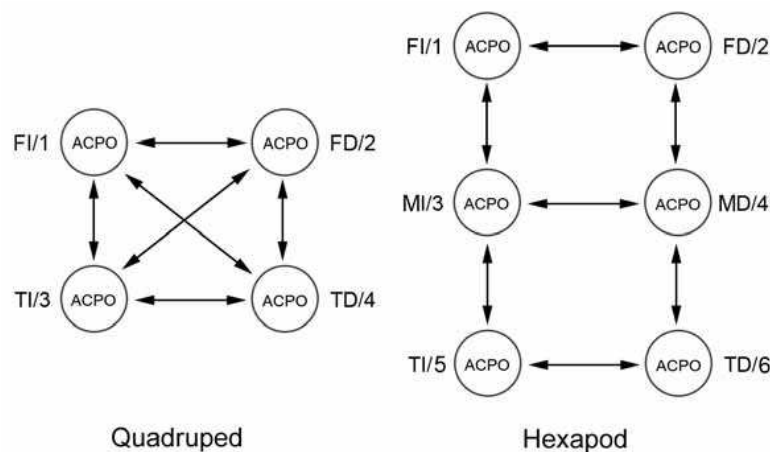 FI/1 ACPO ACPO FD/2
TI/3 ACPO ACPO TD/4
Quadruped
FI/1 ACPO ACPO FD/2
MI/3 ACPO ACPO MD/4
TI/5 ACPO ACPO TD/6
Hexapod